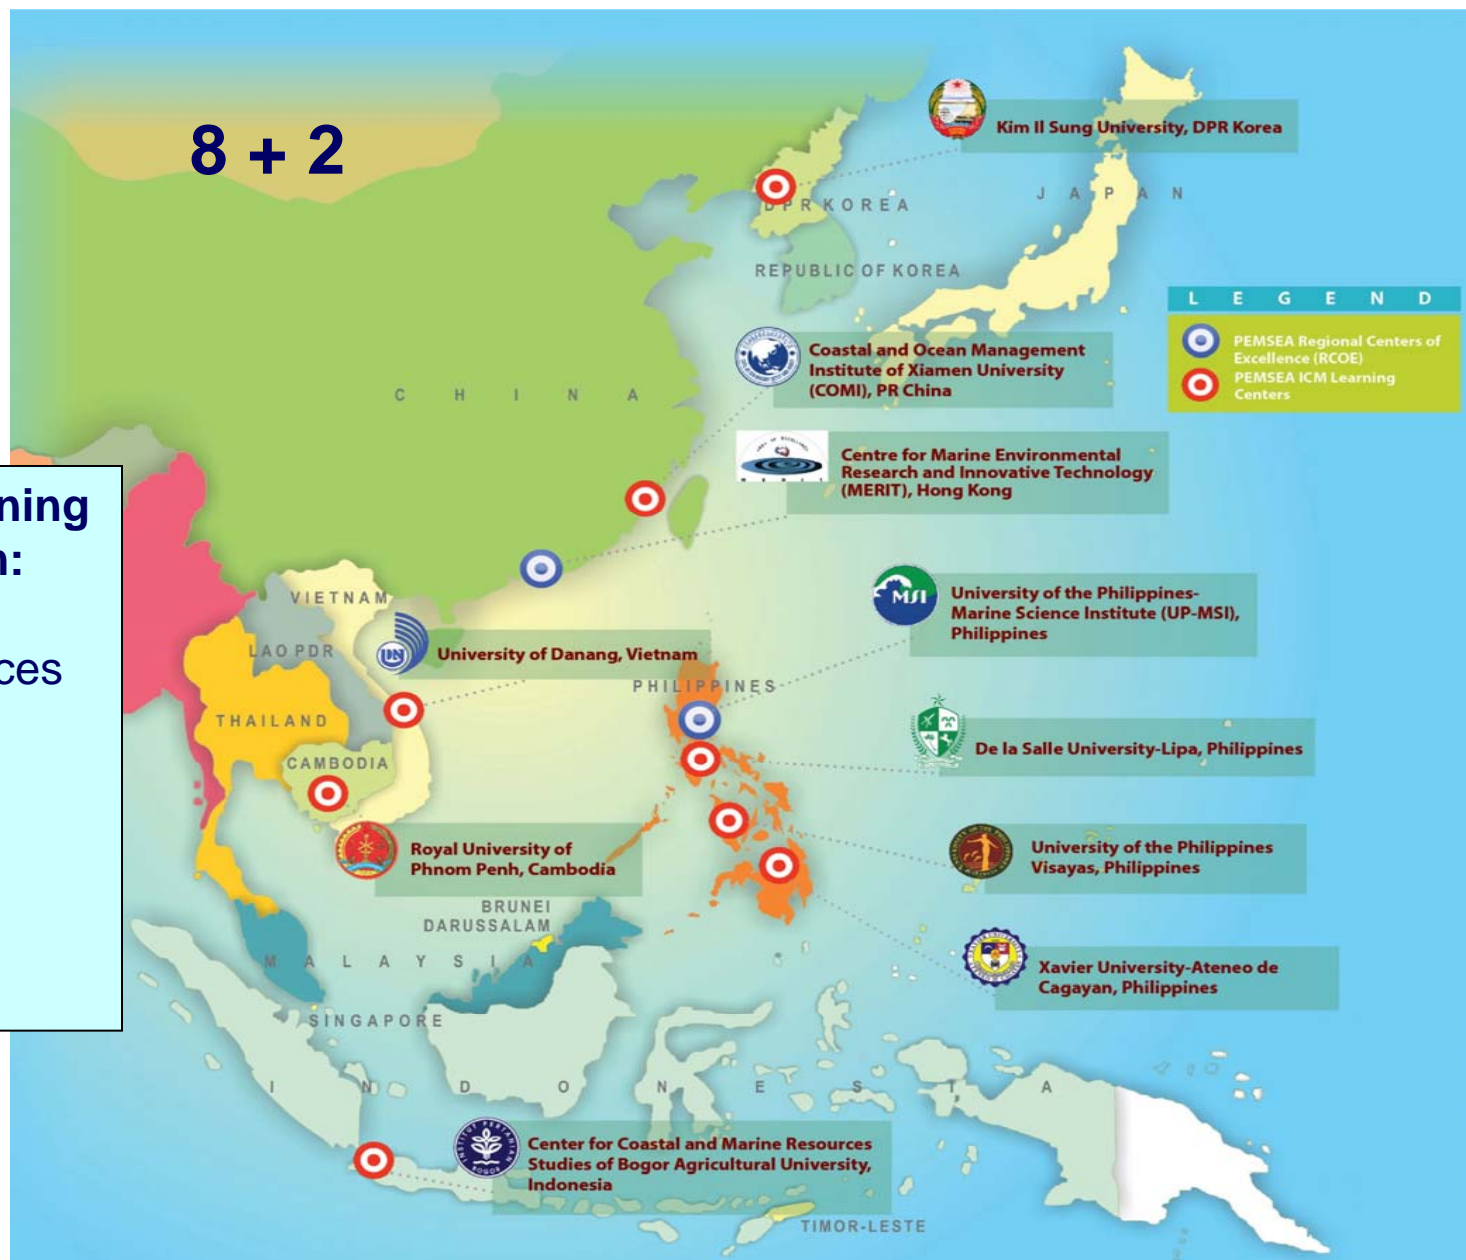 8 + 2
Kim Il Sung University, DPR Korea
DPR KOREA
JAPAN
REPUBLIC OF KOREA
LEGEND
PEMSEA Regional Centers of
Excellence (RCOE)
PEMSEA ICM Learning
Centers
Coastal and Ocean Management
Institute of Xiamen University
(COMI), PR China
CHINA
Centre for Marine Environmental
Research and Innovative Technology
(MERIT), Hong Kong
ning
n:
ces
VIETNAM
LAO PDR
University of Danang, Vietnam
MSI
University of the Philippines-
Marine Science Institute (UP-MSI),
Philippines
PHILIPPINES
THAILAND
De la Salle University-Lipa, Philippines
CAMBODIA
Royal University of
Phnom Penh, Cambodia
University of the Philippines
Visayas, Philippines
BRUNEI
DARUSSALAM
MALAYSIA
Xavier University-Ateneo de
Cagayan, Philippines
SINGAPORE
INDONESIA
INSTITUT PERTANIAN
BOGOR
Center for Coastal and Marine Resources
Studies of Bogor Agricultural University,
Indonesia
TIMOR-LESTE